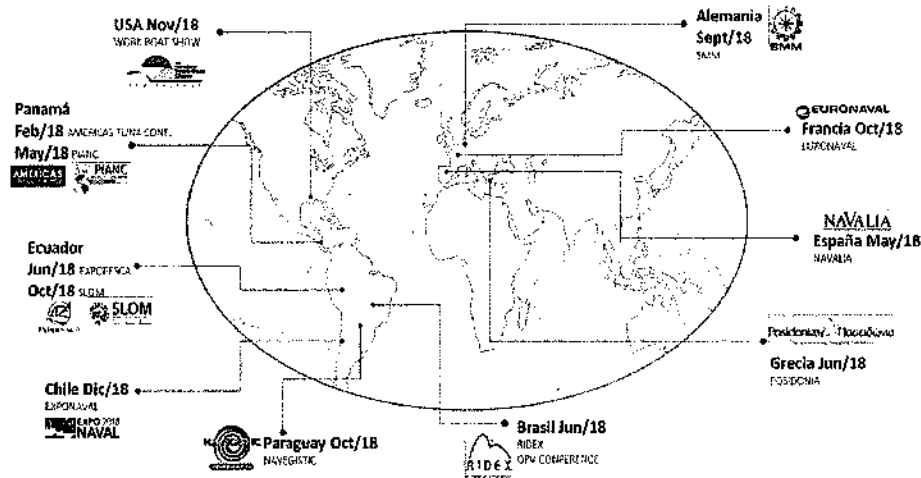 USA Nov/18
WORK BOAT SHOW
Alemania
Sept/18
SMM
SMM
Panamá
Feb/18 AMERICAS TUNA CONF.
May/18 PIANC
AMERICAS
PIANC
EURONAVAL
Francia Oct/18
EURONAVAL
NAVALIA
España May/18
NAVALIA
Ecuador
Jun/18 EXPOPESCA
Oct/18 SLOM
SLOM
Posidonia Ποσειδώνια
Grecia Jun/18
POSIDONIA
Chile Dic/18
EXPONAVAL
EXPO 2018
NAVAL
Paraguay Oct/18
NAVEGISTIC
Brasil Jun/18
RIDEX
OPV CONFERENCE
RIDEX